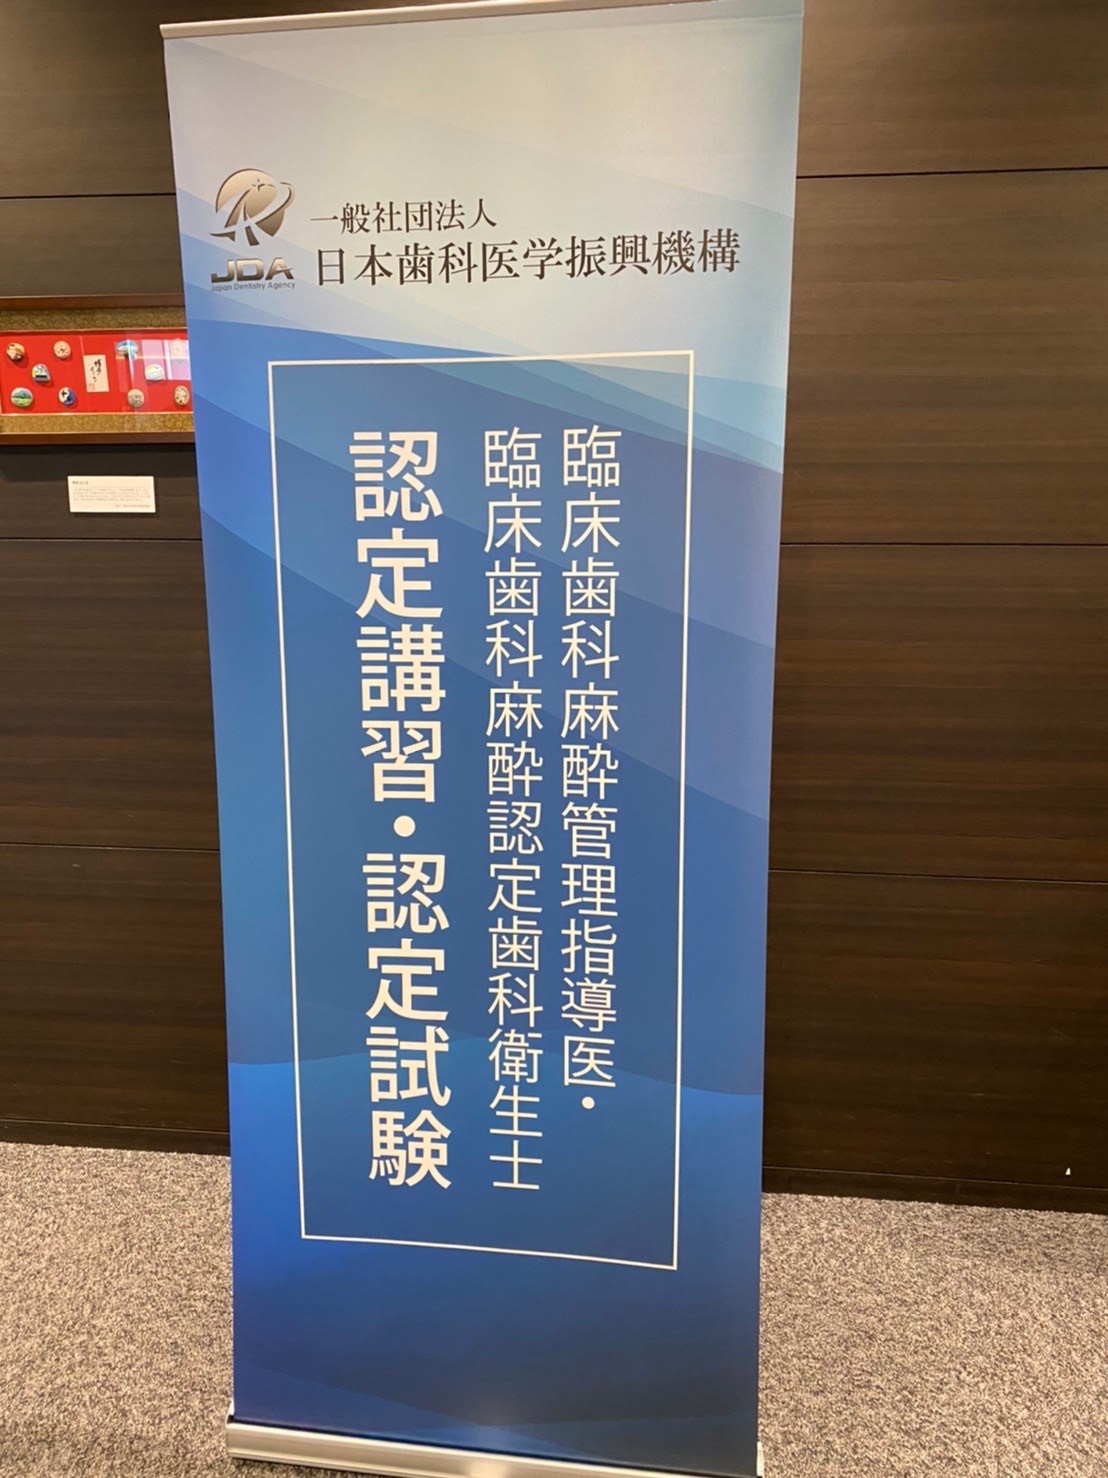 JDA
Japan Dentistry Agency
一般社団法人
日本歯科医学振興機構
臨床歯科麻酔管理指導医・
臨床歯科麻酔認定歯科衛生士
認定講習・認定試験